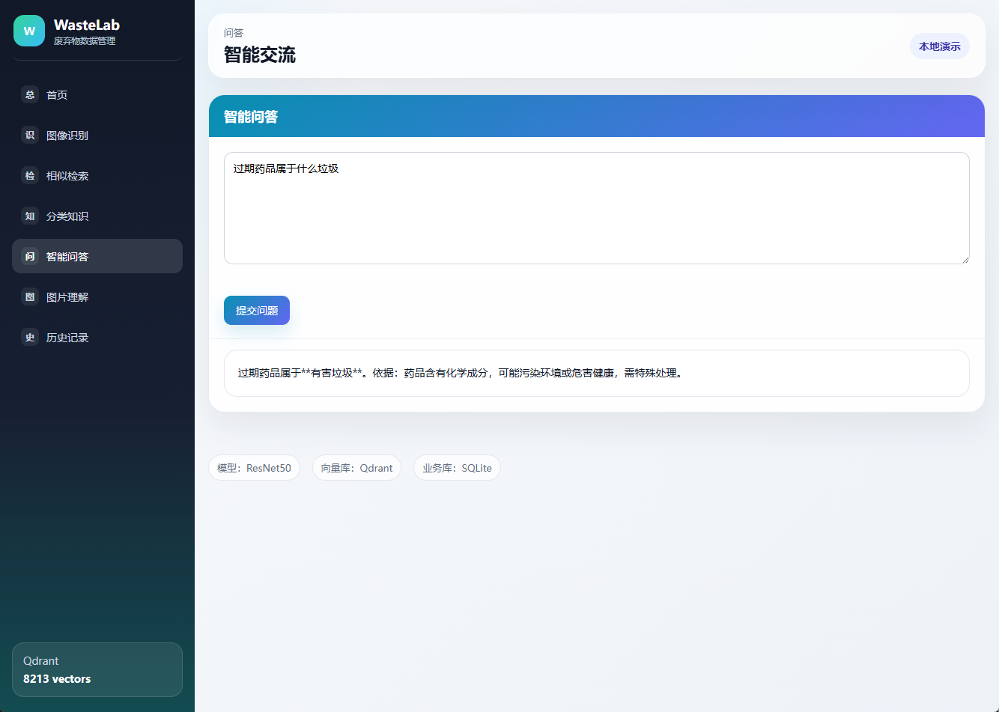 W
WasteLab
废弃物数据管理
总 首页
识 图像识别
检 相似检索
知 分类知识
问 智能问答
图 图片理解
史 历史记录
Qdrant
8213 vectors
问答
智能交流
本地演示
智能问答
过期药品属于什么垃圾
提交问题
过期药品属于**有害垃圾**。依据：药品含有化学成分，可能污染环境或危害健康，需特殊处理。
模型：ResNet50
向量库：Qdrant
业务库：SQLite